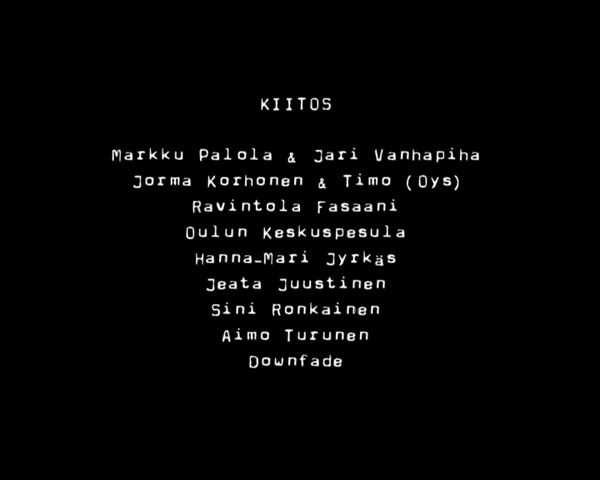 KIITOS
Markku Palola & Jari Vanhapiha
Jorma Korhonen & Timo (Oys)
Ravintola Fasaani
Oulun Keskuspesula
Hanna-Mari Jyrkäs
Jeata Juustinen
Sini Ronkainen
Aimo Turunen
Downfade